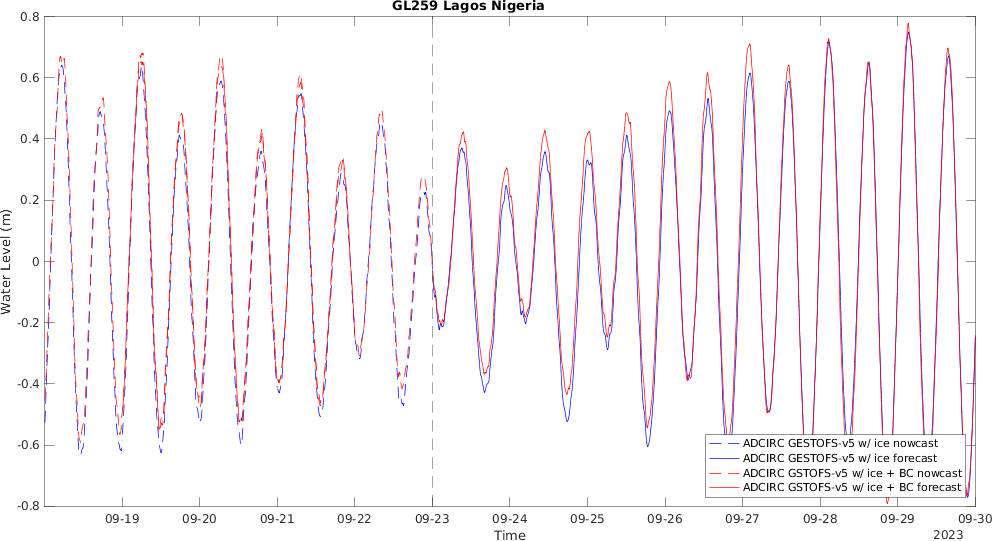 GL259 Lagos Nigeria
0.8
0.6
0.4
0.2
0
-0.2
-0.4
-0.6
-0.8
Water Level (m)
ADCIRC GESTOFS-v5 w/ ice nowcast
ADCIRC GESTOFS-v5 w/ ice forecast
ADCIRC GSTOFS-v5 w/ ice + BC nowcast
ADCIRC GSTOFS-v5 w/ ice + BC forecast
09-19 09-20 09-21 09-22 09-23 09-24 09-25 09-26 09-27 09-28 09-29 09-30
Time
2023